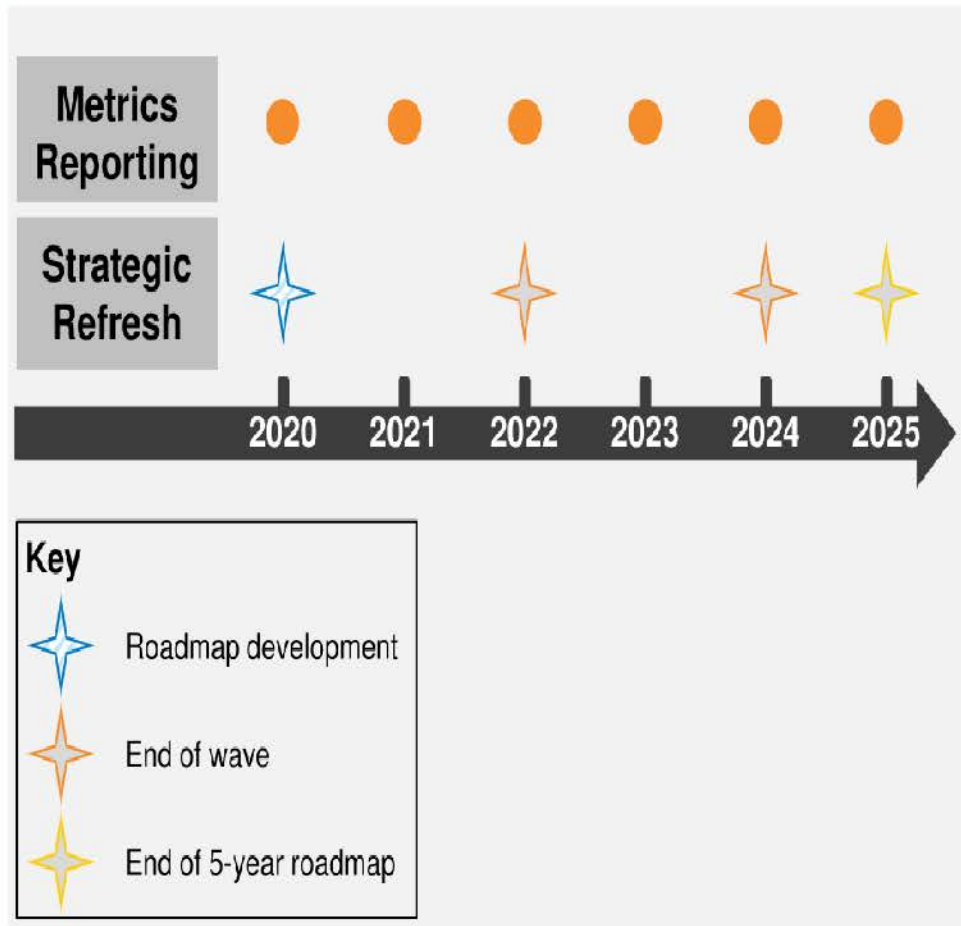 Metrics
Reporting
Strategic
Refresh
2020 2021 2022 2023 2024 2025
Key
Roadmap development
End of wave
End of 5-year roadmap